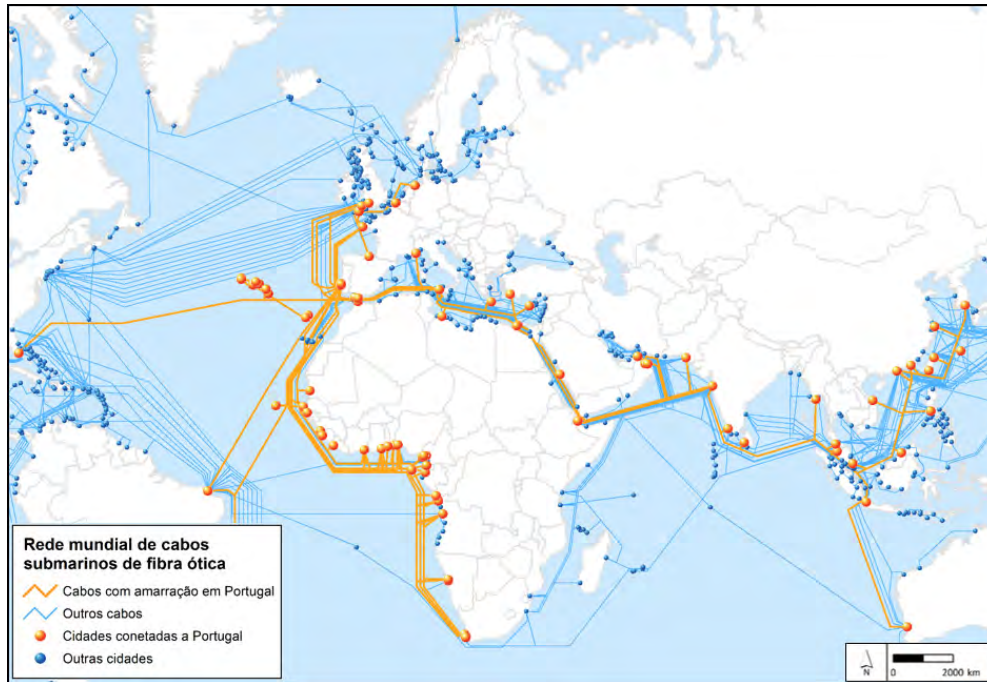 Rede mundial de cabos
submarinos de fibra ótica
Cabos com amarração em Portugal
Outros cabos
Cidades conetadas a Portugal
Outras cidades
N
0 2000 km